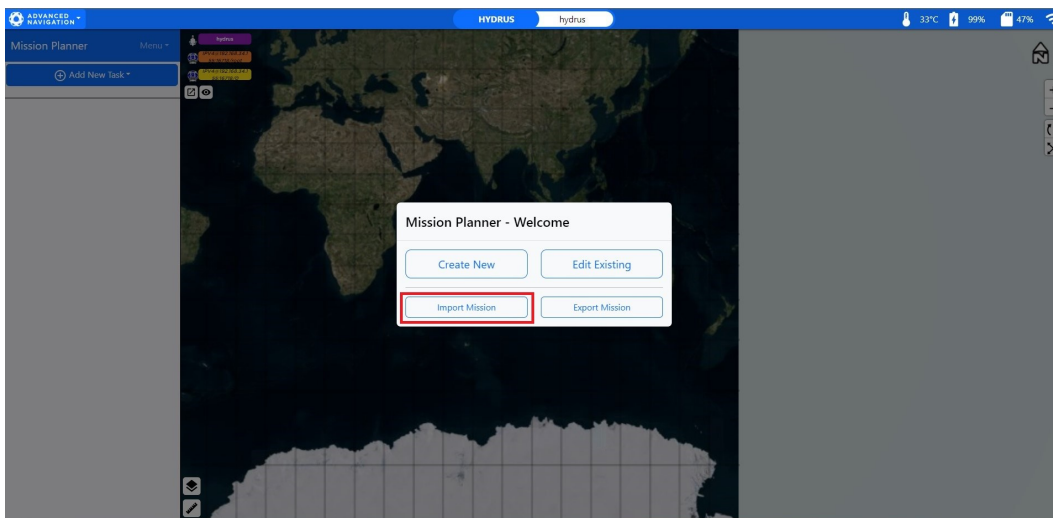 ADVANCED NAVIGATION
HYDRUS
hydrus
33°C
99%
47%
Mission Planner
Menu
Add New Task
hydrus
Mission Planner - Welcome
Create New
Edit Existing
Import Mission
Export Mission